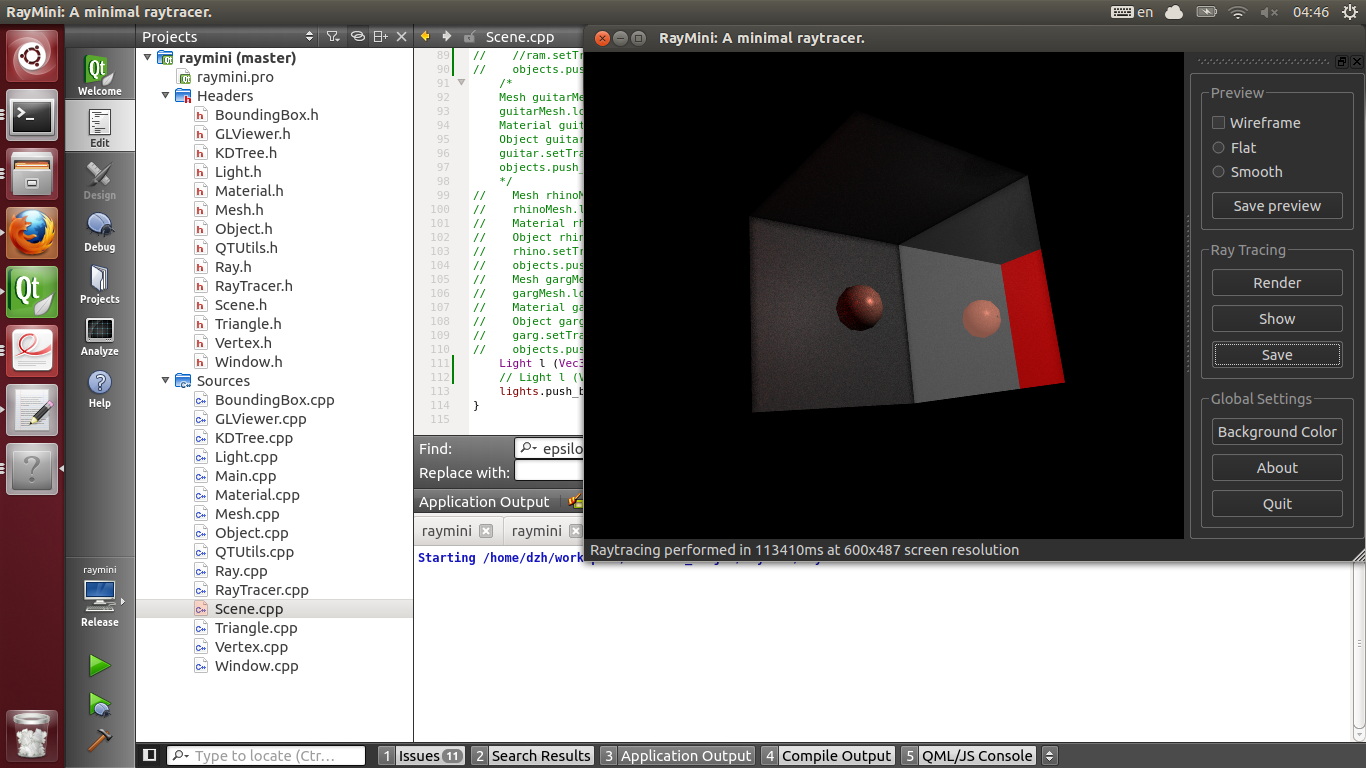 RayMini: A minimal raytracer.
en
04:46
Welcome
Edit
Design
Debug
Projects
Analyze
Help
raymini
Release
Projects
raymini (master)
raymini.pro
Headers
BoundingBox.h
GLViewer.h
KDTree.h
Light.h
Material.h
Mesh.h
Object.h
QTUtils.h
Ray.h
RayTracer.h
Scene.h
Triangle.h
Vertex.h
Window.h
Sources
BoundingBox.cpp
GLViewer.cpp
KDTree.cpp
Light.cpp
Main.cpp
Material.cpp
Mesh.cpp
Object.cpp
QTUtils.cpp
Ray.cpp
RayTracer.cpp
Scene.cpp
Triangle.cpp
Vertex.cpp
Window.cpp
Scene.cpp
89 // //ram.setTr
90 // objects.pus
91 /*
92 Mesh guitarMe
93 guitarMesh.lo
94 Material guit
95 Object guitar
96 guitar.setTra
97 objects.push_
98 */
99 // Mesh rhinoM
100 // rhinoMesh.l
101 // Material rh
102 // Object rhin
103 // rhino.setTr
104 // objects.pus
105 // Mesh gargMe
106 // gargMesh.lo
107 // Material ga
108 // Object garg
109 // garg.setTra
110 // objects.pus
111 Light l (Vec3
112 // Light l (V
113 lights.push_b
114 }
115
Find: epsilo
Replace with:
Application Output
raymini raymini
Starting /home/dzh/work
RayMini: A minimal raytracer.
Preview
Wireframe
Flat
Smooth
Save preview
Ray Tracing
Render
Show
Save
Global Settings
Background Color
About
Quit
Raytracing performed in 113410ms at 600x487 screen resolution
Type to locate (Ctr...
1 Issues 11
2 Search Results
3 Application Output
4 Compile Output
5 QML/JS Console